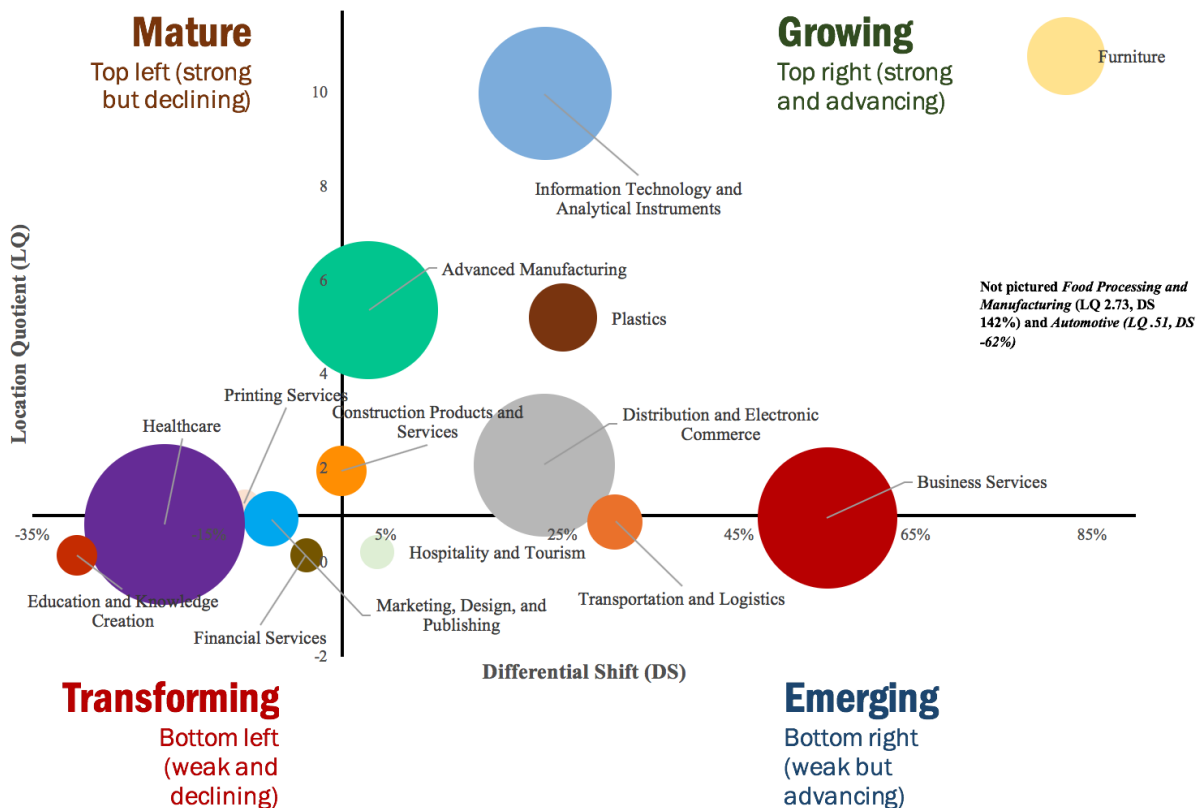 Mature
Top left (strong
but declining)
Growing
Top right (strong
and advancing)
Furniture
10
8
6
4
2
0
-2
Location Quotient (LQ)
Information Technology and
Analytical Instruments
Advanced Manufacturing
Plastics
Not pictured Food Processing and
Manufacturing (LQ 2.73, DS
142%) and Automotive (LQ .51, DS
-62%)
Printing Services
Healthcare
Construction Products and
Services
Distribution and Electronic
Commerce
Business Services
-35%
-15%
5%
25%
45%
65%
85%
Hospitality and Tourism
Education and Knowledge
Creation
Marketing, Design, and
Publishing
Transportation and Logistics
Financial Services
Differential Shift (DS)
Transforming
Bottom left
(weak and
declining)
Emerging
Bottom right
(weak but
advancing)